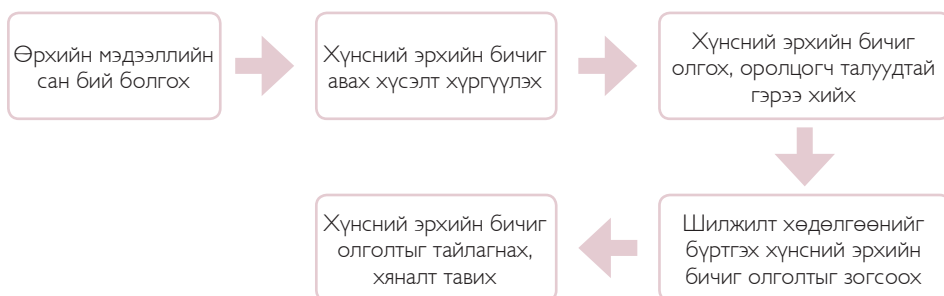 Өрхийн мэдээллийн
сан бий болгох
Хүнсний эрхийн бичиг
авах хүсэлт хүргүүлэх
Хүнсний эрхийн бичиг
олгох, оролцогч талуудтай
гэрээ хийх
Шилжилт хөдөлгөөнийг
бүртгэх хүнсний эрхийн
бичиг олголтыг зогсоох
Хүнсний эрхийн бичиг
олголтыг тайлагнах,
хяналт тавих